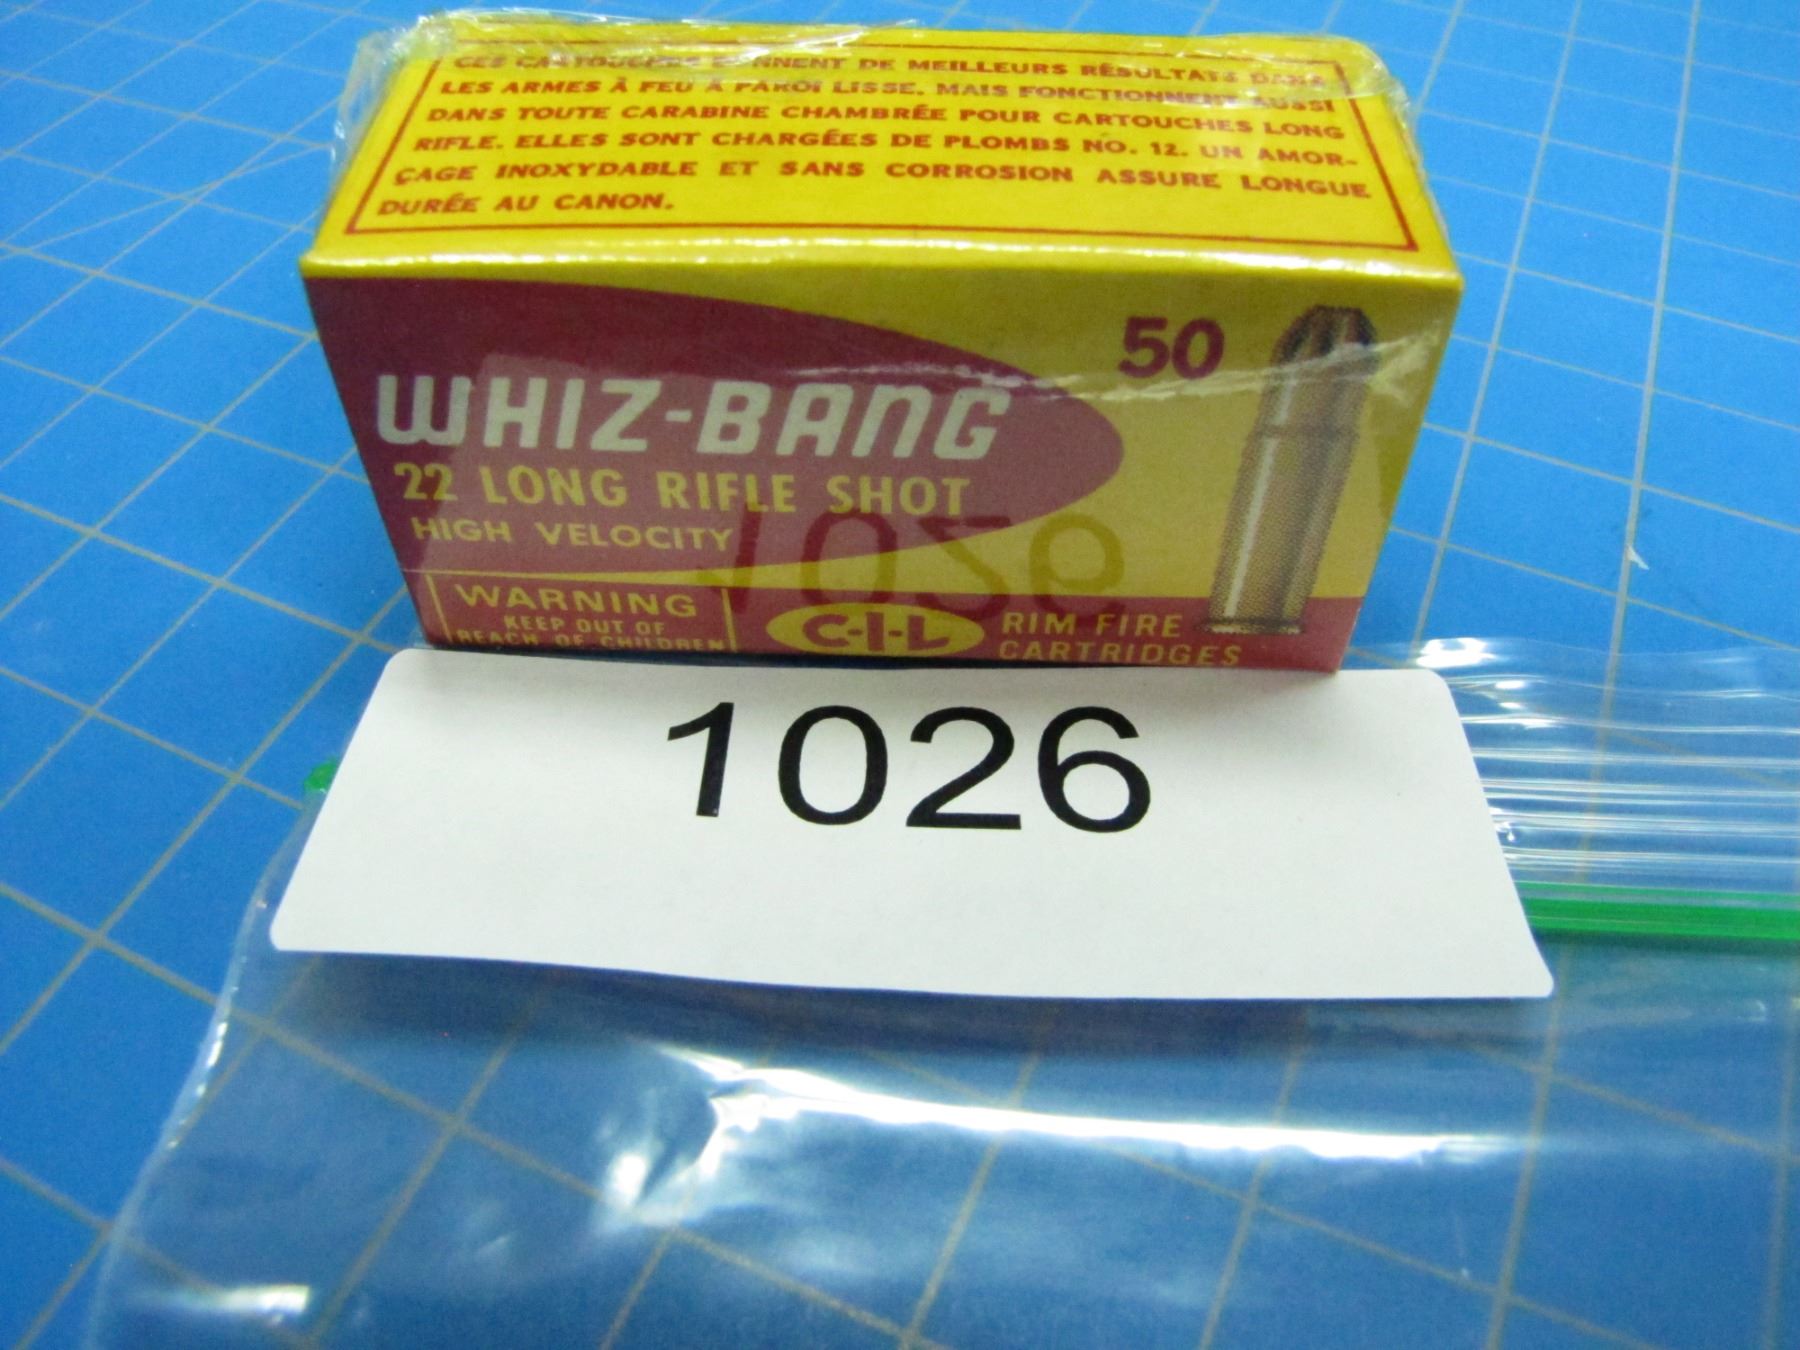 CES CARTOUCHES DONNENT DE MEILLEURS RÉSULTATS DANS
LES ARMES À FEU À PAROI LISSE. MAIS FONCTIONNENT AUSSI
DANS TOUTE CARABINE CHAMBRÉE POUR CARTOUCHES LONG
RIFLE. ELLES SONT CHARGÉES DE PLOMBS NO. 12. UN AMOR-
ÇAGE INOXYDABLE ET SANS CORROSION ASSURE LONGUE
DURÉE AU CANON.
50
WHIZ-BANG
22 LONG RIFLE SHOT
HIGH VELOCITY
WARNING
KEEP OUT OF
REACH OF CHILDREN
C-I-L
RIM FIRE
CARTRIDGES
1026